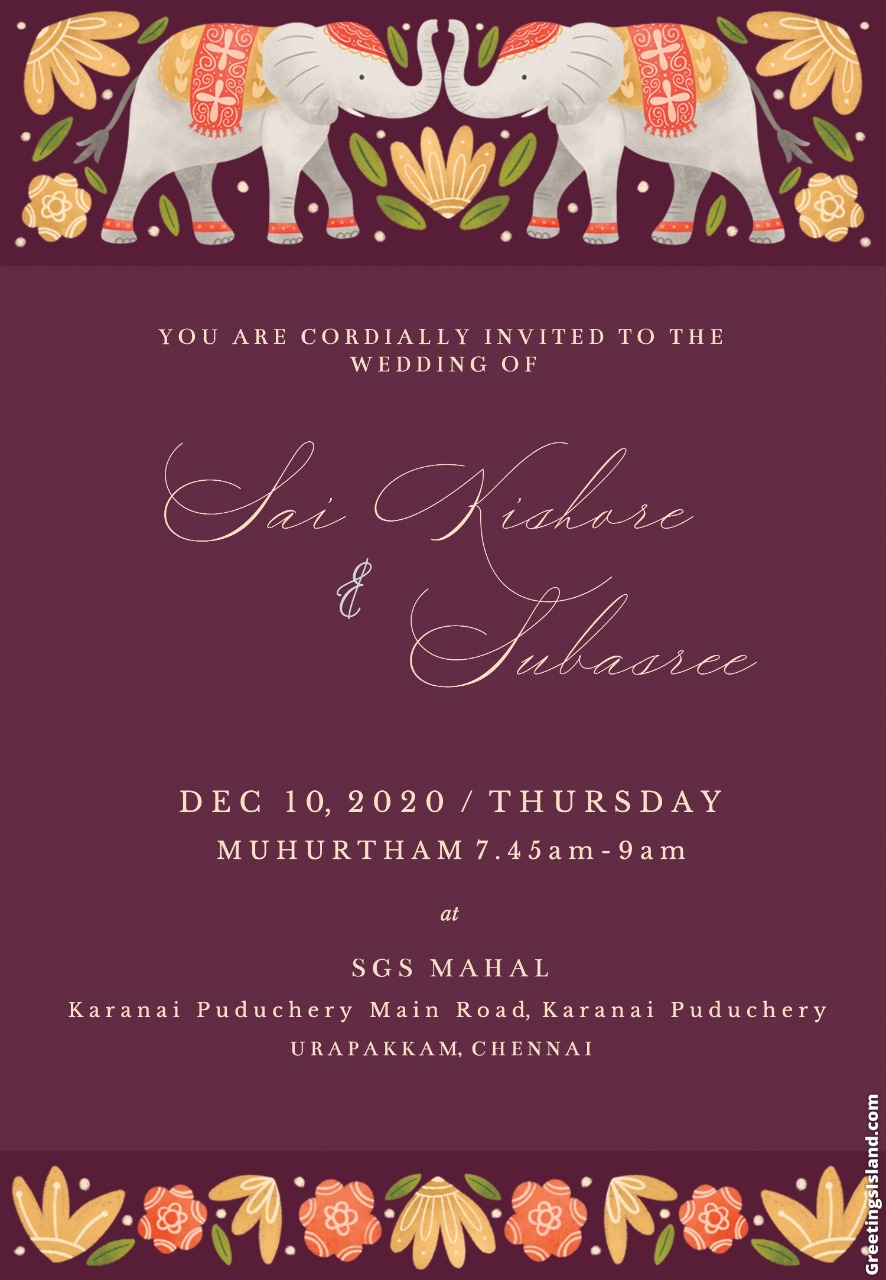 YOU ARE CORDIALLY INVITED TO THE
WEDDING OF
Sai Kishore
&
Subasree
DEC 10, 2020 / THURSDAY
MUHURTHAM 7.45am-9am
at
SGS MAHAL
Karanai Puduchery Main Road, Karanai Puduchery
URAPAKKAM, CHENNAI
GreetingsIsland.com